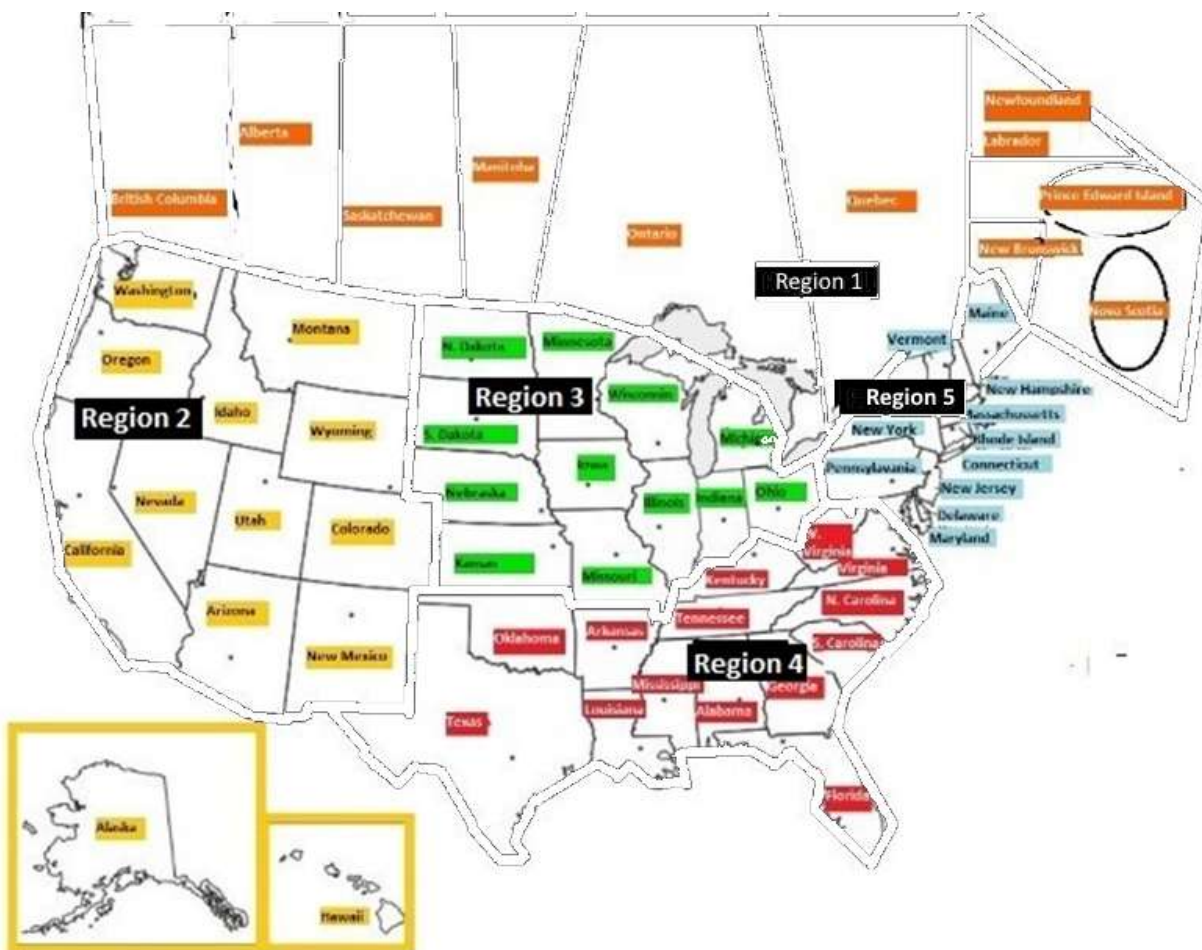 Newfoundland
Labrador
Alberta
Manitoba
British Columbia
Saskatchewan
Ontario
Quebec
Prince Edward Island
New Brunswick
Nova Scotia
Region 1
Washington
Oregon
Montana
Idaho
Wyoming
Region 2
Nevada
Utah
Colorado
California
Arizona
New Mexico
N. Dakota
Minnesota
Region 3
Wisconsin
S. Dakota
Michig
Iowa
Nebraska
Illinois
Indiana
Ohio
Kansas
Missouri
Maine
Vermont
Region 5
New Hampshire
Massachusetts
New York
Rhode Island
Pennsylavania
Connecticut
New Jersey
Delaware
Maryland
Virginia
Virginia
Kentucky
N. Carolina
Tennessee
Oklahoma
Arkansas
S. Carolina
Region 4
Mississippi
Georgia
Texas
Louisiana
Alabama
Florida
Alaska
Hawaii